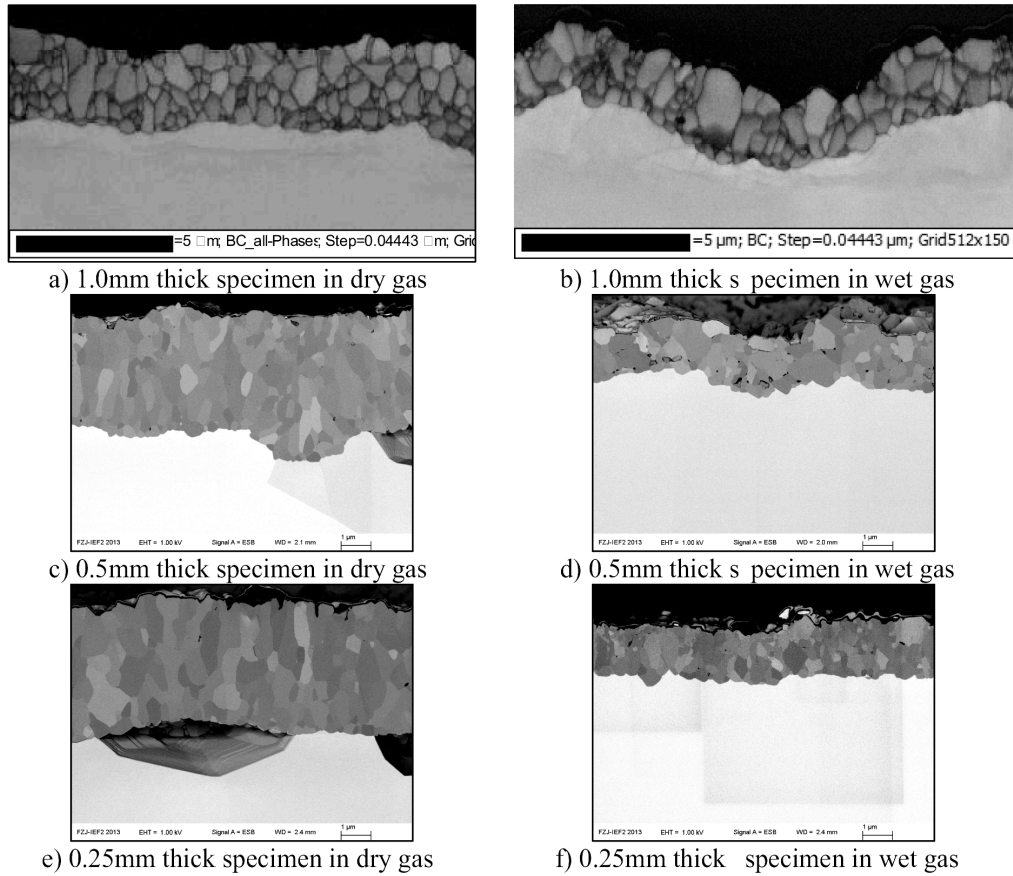 =5 □m; BC_all-Phases; Step=0.04443 □m; Gri
=5 µm; BC; Step=0.04443 µm; Grid512x150
a) 1.0mm thick specimen in dry gas
b) 1.0mm thick s pecimen in wet gas
FZJ-IEF2 2013 EHT = 1.00 kV Signal A = ESB WD = 2.1 mm 1 µm
FZJ-IEF2 2013 EHT = 1.00 kV Signal A = ESB WD = 2.0 mm 1 µm
c) 0.5mm thick specimen in dry gas
d) 0.5mm thick s pecimen in wet gas
FZJ-IEF2 2013 EHT = 1.00 kV Signal A = ESB WD = 2.4 mm 1 µm
FZJ-IEF2 2013 EHT = 1.00 kV Signal A = ESB WD = 2.4 mm 1 µm
e) 0.25mm thick specimen in dry gas
f) 0.25mm thick specimen in wet gas